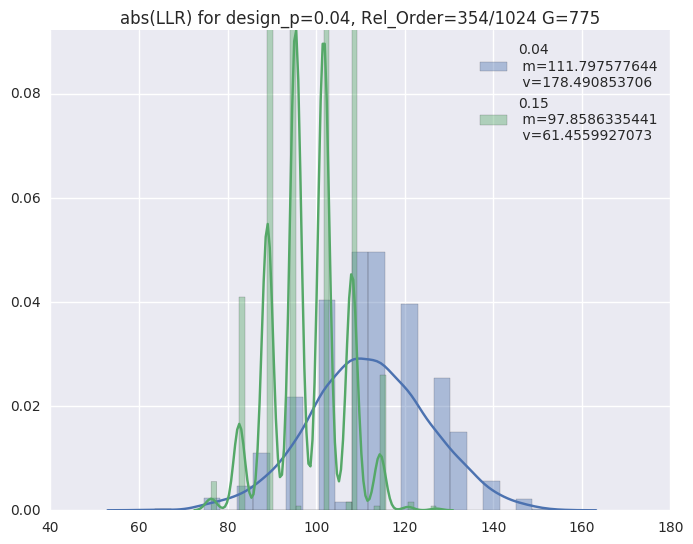 abs(LLR) for design_p=0.04, Rel_Order=354/1024 G=775
0.04
m=111.797577644
v=178.490853706
0.15
m=97.8586335441
v=61.4559927073
0.08
0.06
0.04
0.02
0.00
40 60 80 100 120 140 160 180